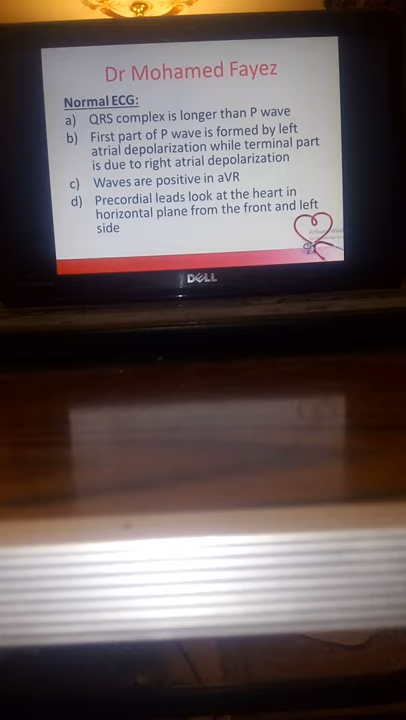 Dr Mohamed Fayez
Normal ECG:
a) QRS complex is longer than P wave
b) First part of P wave is formed by left
atrial depolarization while terminal part
is due to right atrial depolarization
c) Waves are positive in aVR
d) Precordial leads look at the heart in
horizontal plane from the front and left
side
DELL